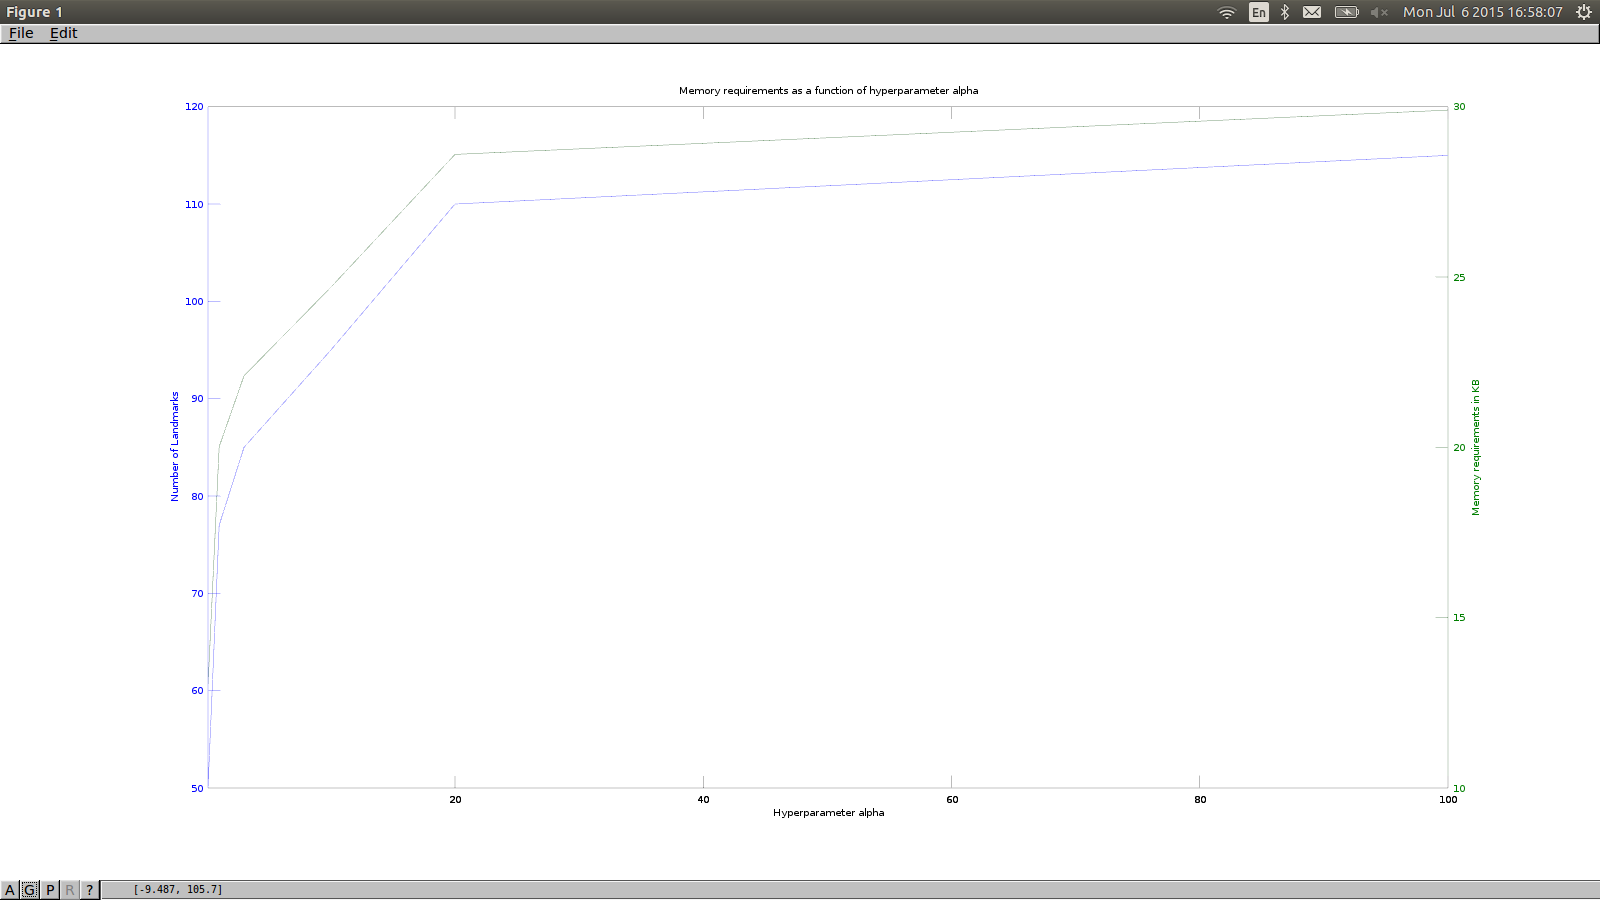 Figure 1
En
Mon Jul 6 2015 16:58:07
File Edit
Memory requirements as a function of hyperparameter alpha
120
110
100
90
80
70
60
50
Number of Landmarks
30
25
20
15
10
Memory requirements in KB
20 40 60 80 100
Hyperparameter alpha
A G P R ? [-9.487, 105.7]